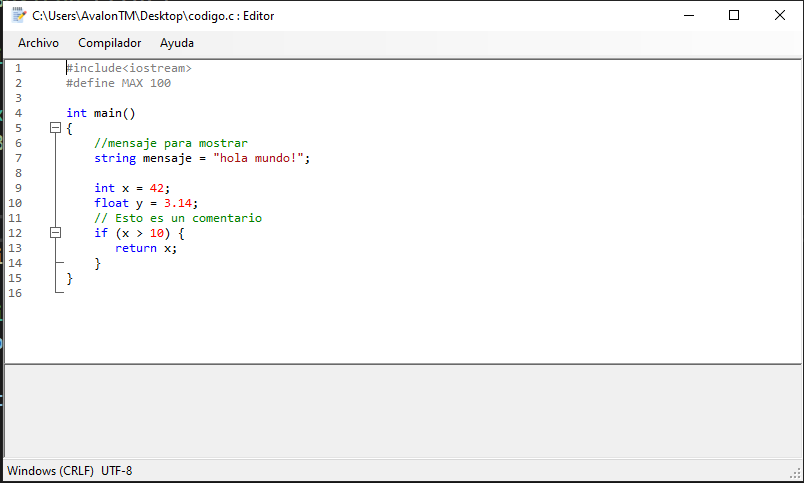 C:\Users\AvalonTM\Desktop\codigo.c : Editor
Archivo Compilador Ayuda
1 #include<iostream>
2 #define MAX 100
3
4 int main()
5 {
6 //mensaje para mostrar
7 string mensaje = "hola mundo!";
8
9 int x = 42;
10 float y = 3.14;
11 // Esto es un comentario
12 if (x > 10) {
13 return x;
14 }
15 }
16
Windows (CRLF) UTF-8